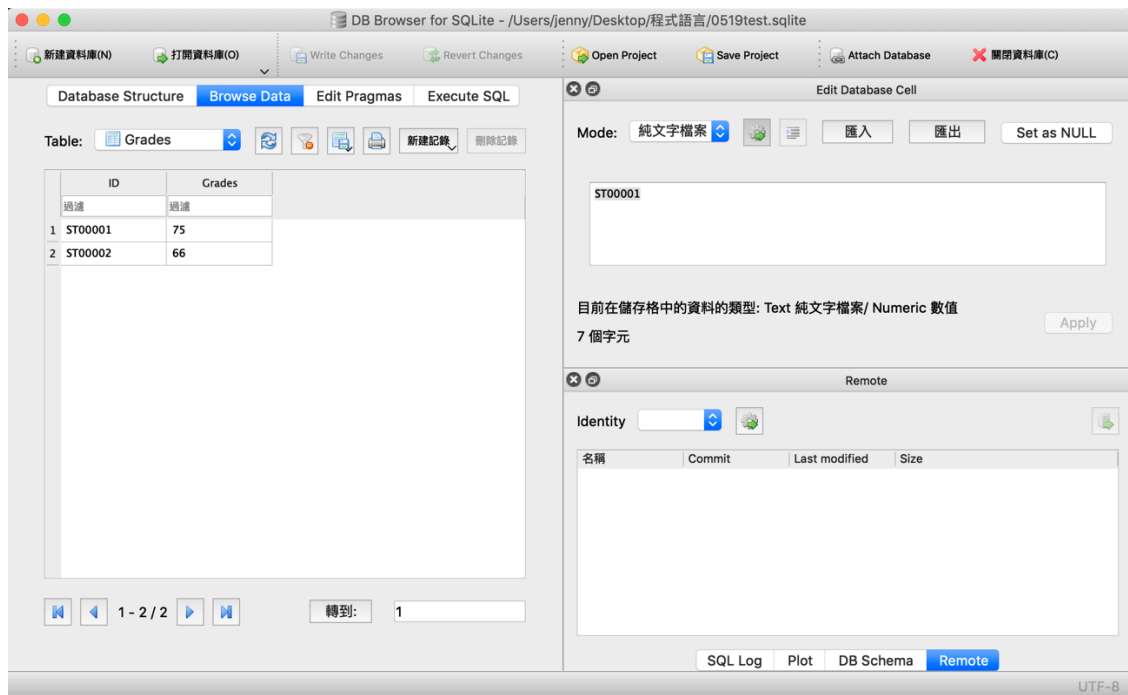 DB Browser for SQLite - /Users/jenny/Desktop/程式語言/0519test.sqlite
新建資料庫(N) 打開資料庫(O) Write Changes Revert Changes Open Project Save Project Attach Database 關閉資料庫(C)
Database Structure Browse Data Edit Pragmas Execute SQL
Table: Grades 新建記錄 刪除記錄
ID Grades
過濾 過濾
1 ST00001 75
2 ST00002 66
1 - 2 / 2 轉到: 1
Edit Database Cell
Mode: 純文字檔案 匯入 匯出 Set as NULL
ST00001
目前在儲存格中的資料的類型: Text 純文字檔案/ Numeric 數值
7 個字元
Apply
Remote
Identity
名稱 Commit Last modified Size
SQL Log Plot DB Schema Remote
UTF-8